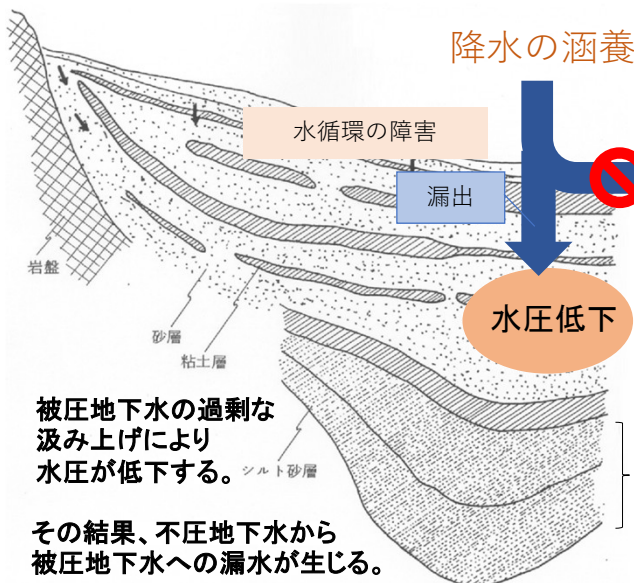 降水の涵養
水循環の障害
漏出
水圧低下
岩盤
砂層
粘土層
シルト砂層
被圧地下水の過剰な
汲み上げにより
水圧が低下する。
その結果、不圧地下水から
被圧地下水への漏水が生じる。